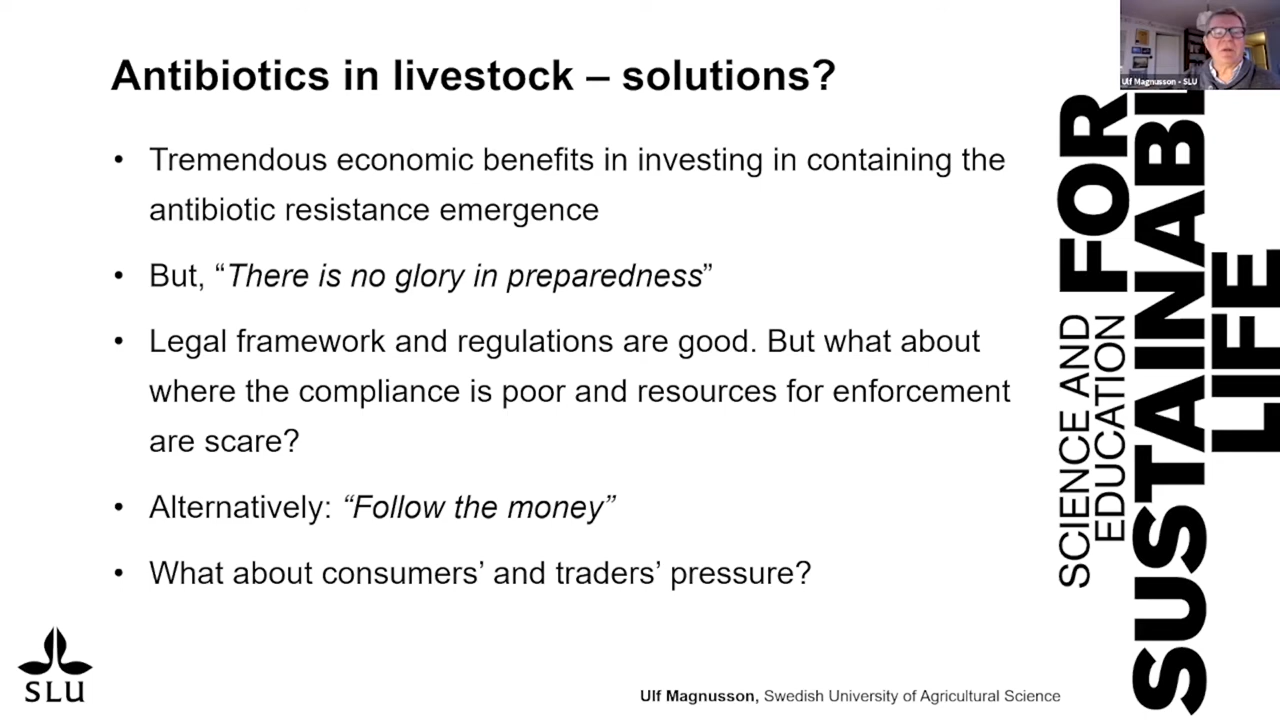 Antibiotics in livestock – solutions?
• Tremendous economic benefits in investing in containing the
antibiotic resistance emergence
• But, “There is no glory in preparedness”
• Legal framework and regulations are good. But what about
where the compliance is poor and resources for enforcement
are scare?
• Alternatively: “Follow the money”
• What about consumers’ and traders’ pressure?
Ulf Magnusson - SLU
SCIENCE AND
EDUCATION FOR
SUSTAINABL
LIFE
SLU
Ulf Magnusson, Swedish University of Agricultural Science